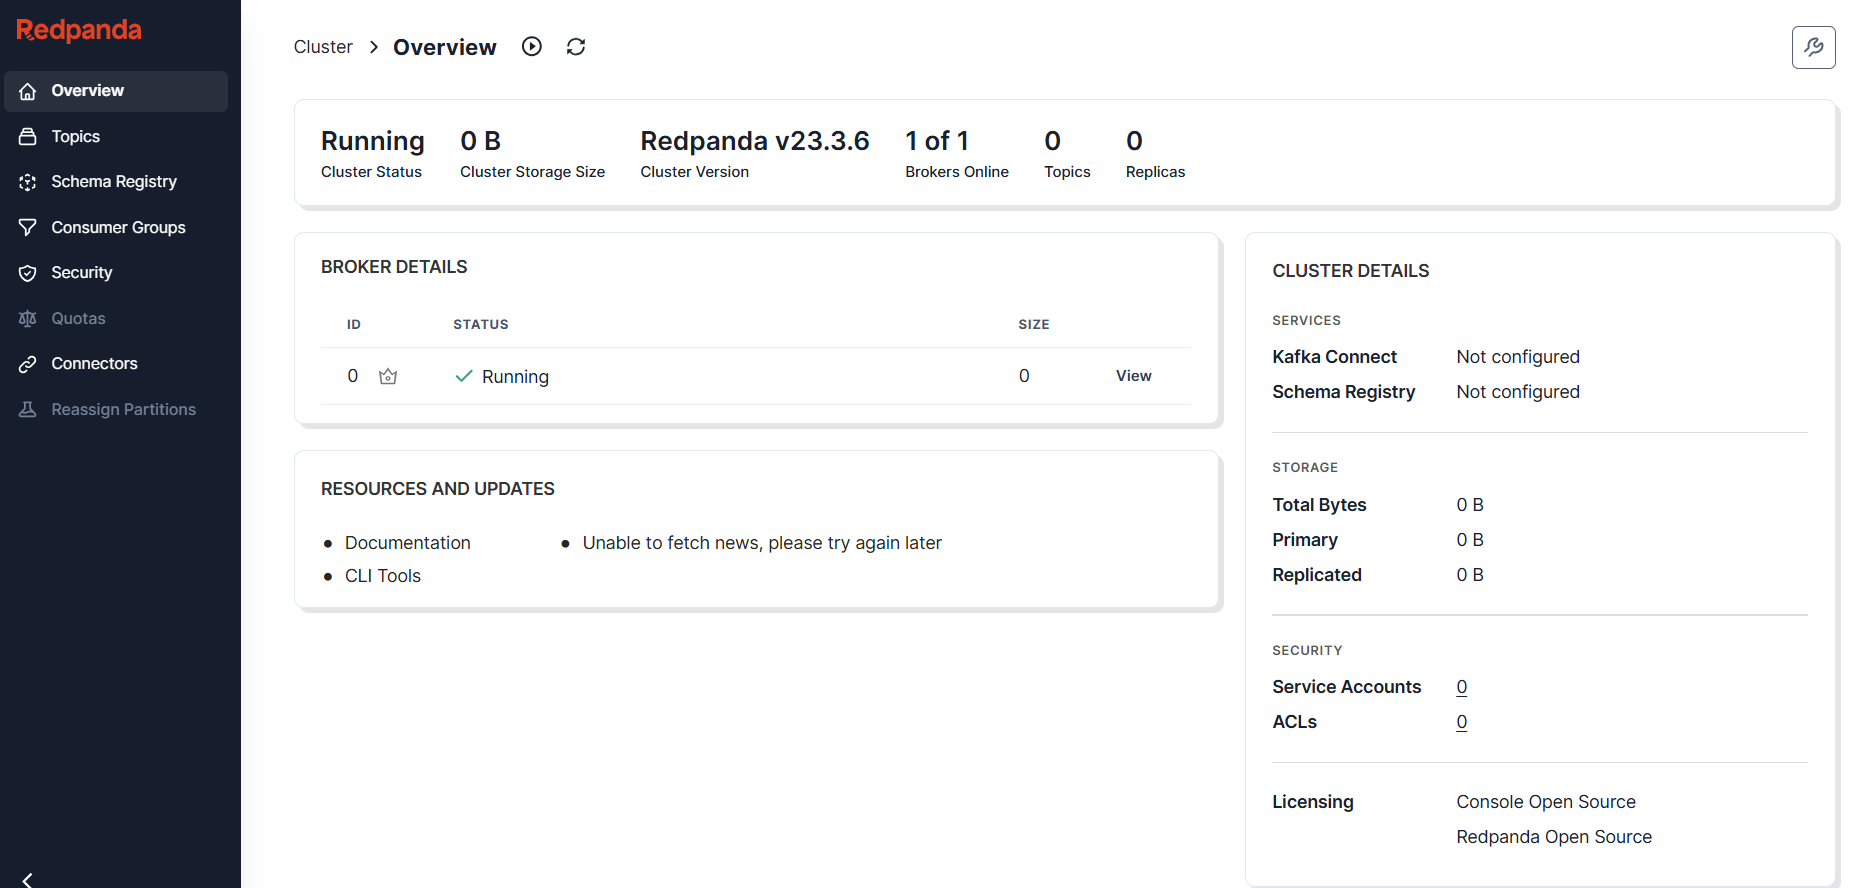 Redpanda
Overview
Topics
Schema Registry
Consumer Groups
Security
Quotas
Connectors
Reassign Partitions
Cluster > Overview
Running 0 B Redpanda v23.3.6 1 of 1 0 0
Cluster Status Cluster Storage Size Cluster Version Brokers Online Topics Replicas
BROKER DETAILS
ID STATUS SIZE
0 Running 0 View
RESOURCES AND UPDATES
• Documentation • Unable to fetch news, please try again later
• CLI Tools
CLUSTER DETAILS
SERVICES
Kafka Connect Not configured
Schema Registry Not configured
STORAGE
Total Bytes 0 B
Primary 0 B
Replicated 0 B
SECURITY
Service Accounts 0
ACLs 0
Licensing Console Open Source
Redpanda Open Source